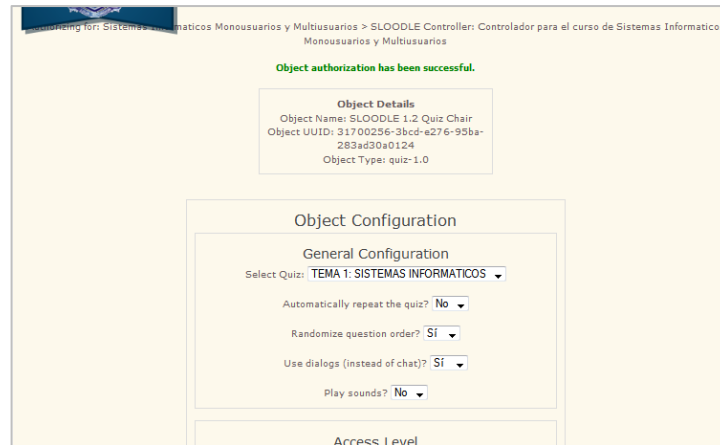 Authorizing for: Sistemas Informaticos Monousuarios y Multiusuarios > SLOODLE Controller: Controlador para el curso de Sistemas Informatico
Monousuarios y Multiusuarios
Object authorization has been successful.
Object Details
Object Name: SLOODLE 1.2 Quiz Chair
Object UUID: 31700256-3bcd-e276-95ba-
283ad30a0124
Object Type: quiz-1.0
Object Configuration
General Configuration
Select Quiz: TEMA 1: SISTEMAS INFORMATICOS
Automatically repeat the quiz? No
Randomize question order? Sí
Use dialogs (instead of chat)? Sí
Play sounds? No
Access Level